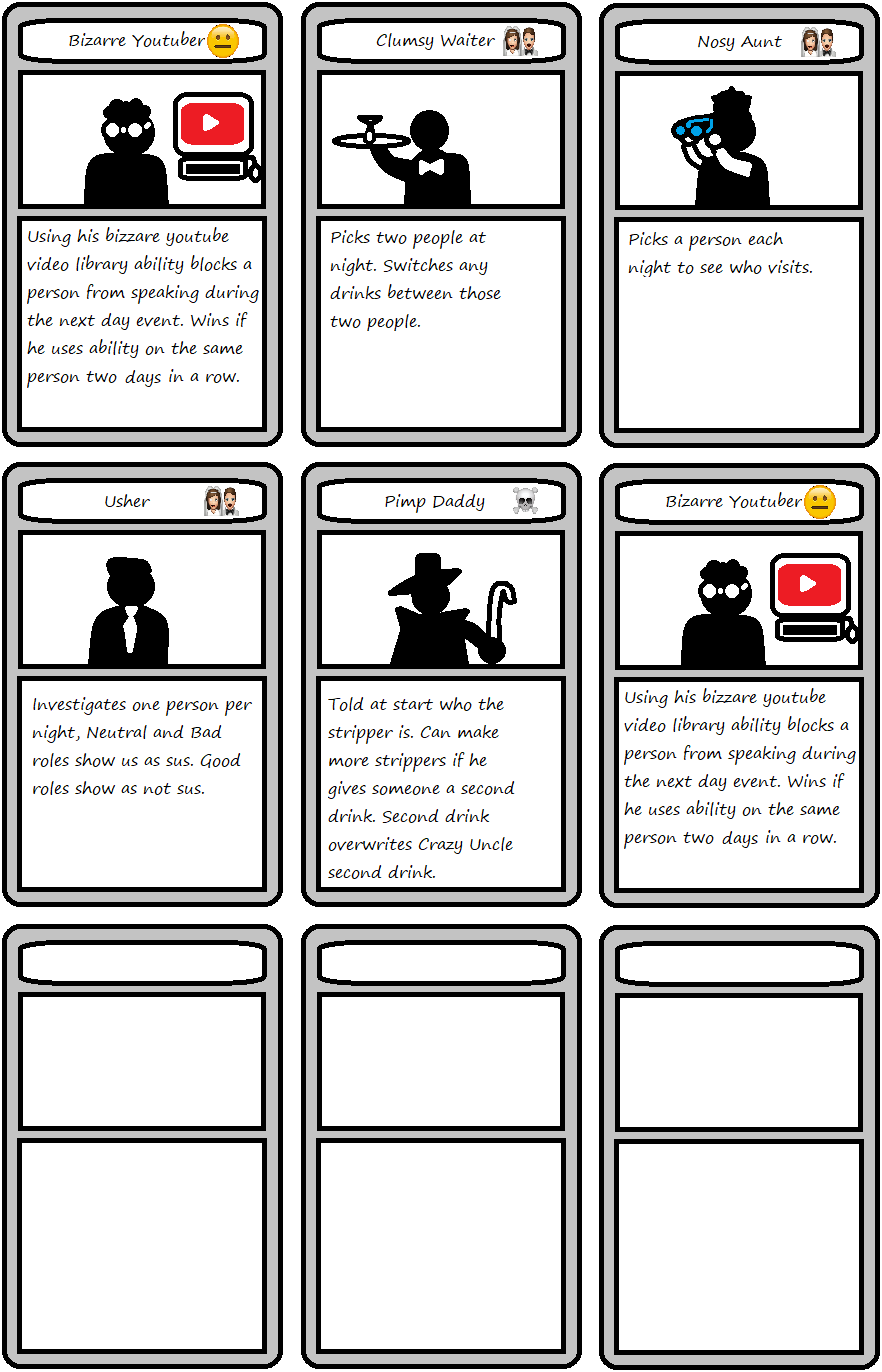 Bizarre Youtuber
Using his bizzare youtube
video library ability blocks a
person from speaking during
the next day event. Wins if
he uses ability on the same
person two days in a row.
Clumsy Waiter
Picks two people at
night. Switches any
drinks between those
two people.
Nosy Aunt
Picks a person each
night to see who visits.
Usher
Investigates one person per
night, Neutral and Bad
roles show us as sus. Good
roles show as not sus.
Pimp Daddy
Told at start who the
stripper is. Can make
more strippers if he
gives someone a second
drink. Second drink
overwrites Crazy Uncle
second drink.
Bizarre Youtuber
Using his bizzare youtube
video library ability blocks a
person from speaking during
the next day event. Wins if
he uses ability on the same
person two days in a row.